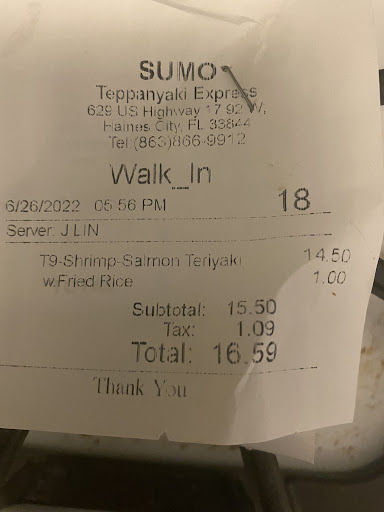 SUMO
Teppanyaki Express
629 US Highway 17 92 W,
Haines City, FL 33844
Tel:(863)866-9912
Walk In
6/26/2022 05:56 PM 18
Server: J LIN
T9-Shrimp-Salmon Teriyaki 14.50
w.Fried Rice 1.00
Subtotal: 15.50
Tax: 1.09
Total: 16.59
Thank You